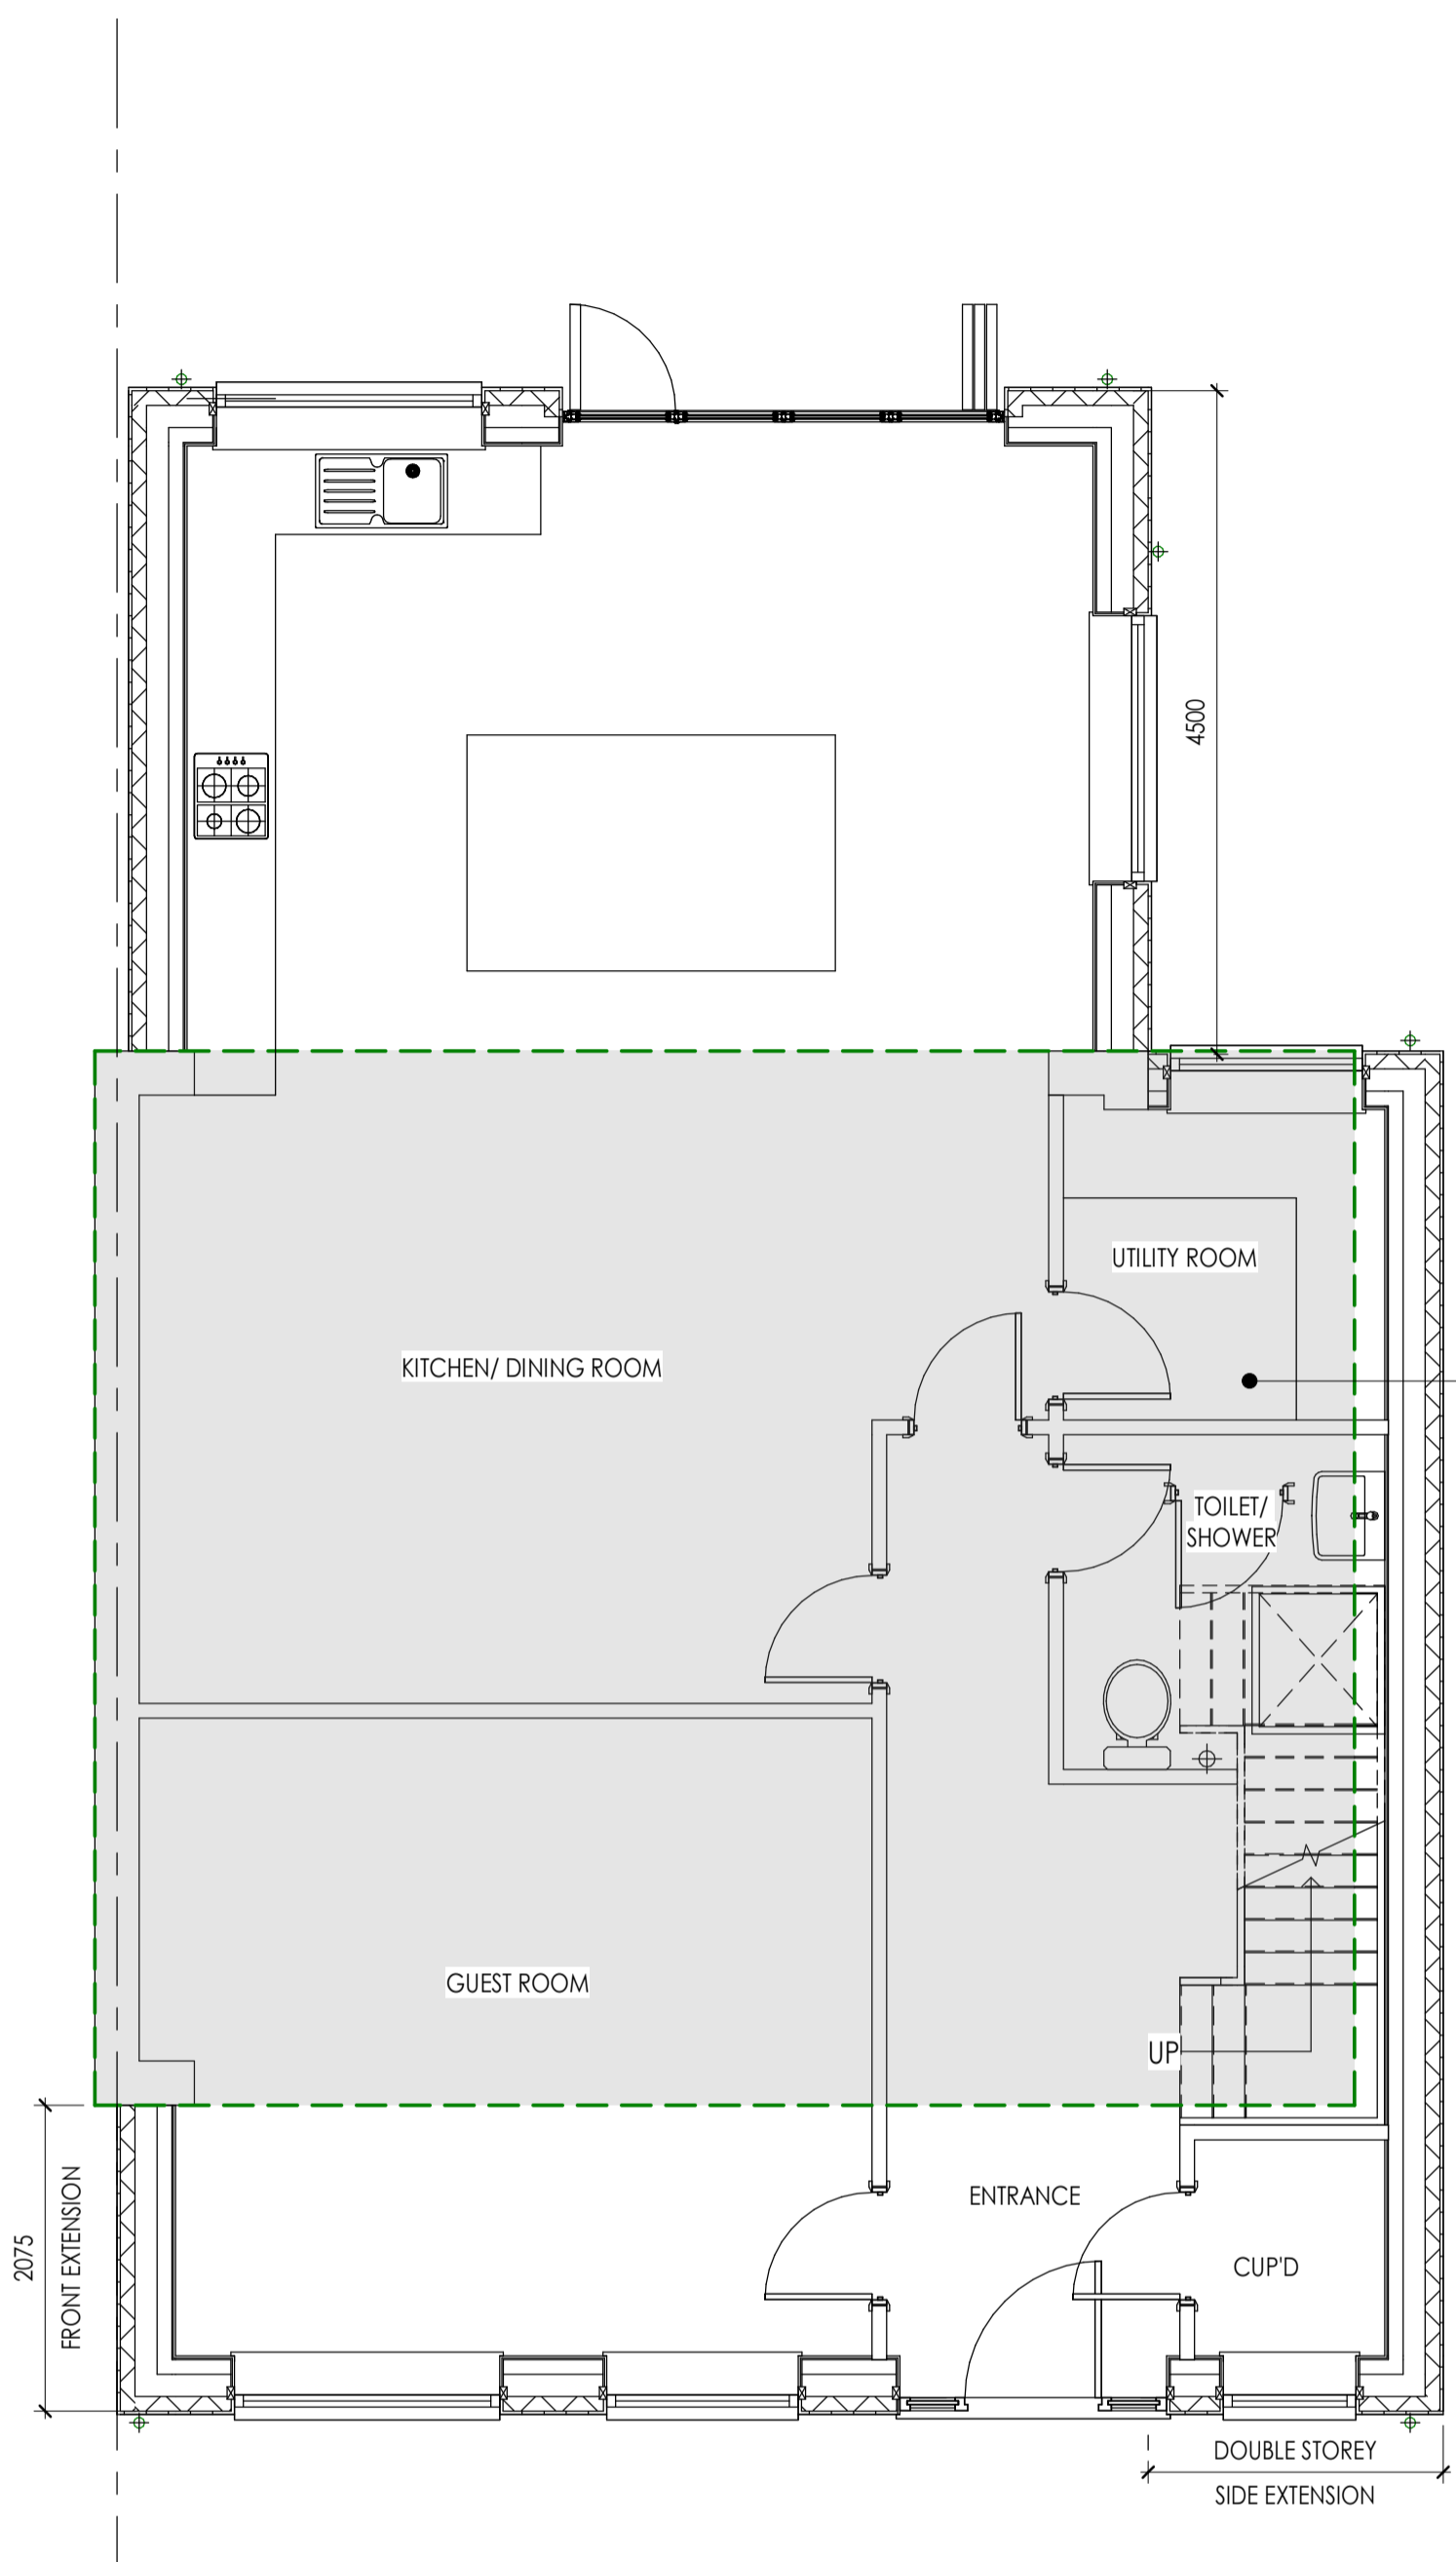 4500
UTILITY ROOM
KITCHEN/ DINING ROOM
TOILET/
SHOWER
GUEST ROOM
UP
2075
FRONT EXTENSION
ENTRANCE
CUP'D
DOUBLE STOREY
SIDE EXTENSION